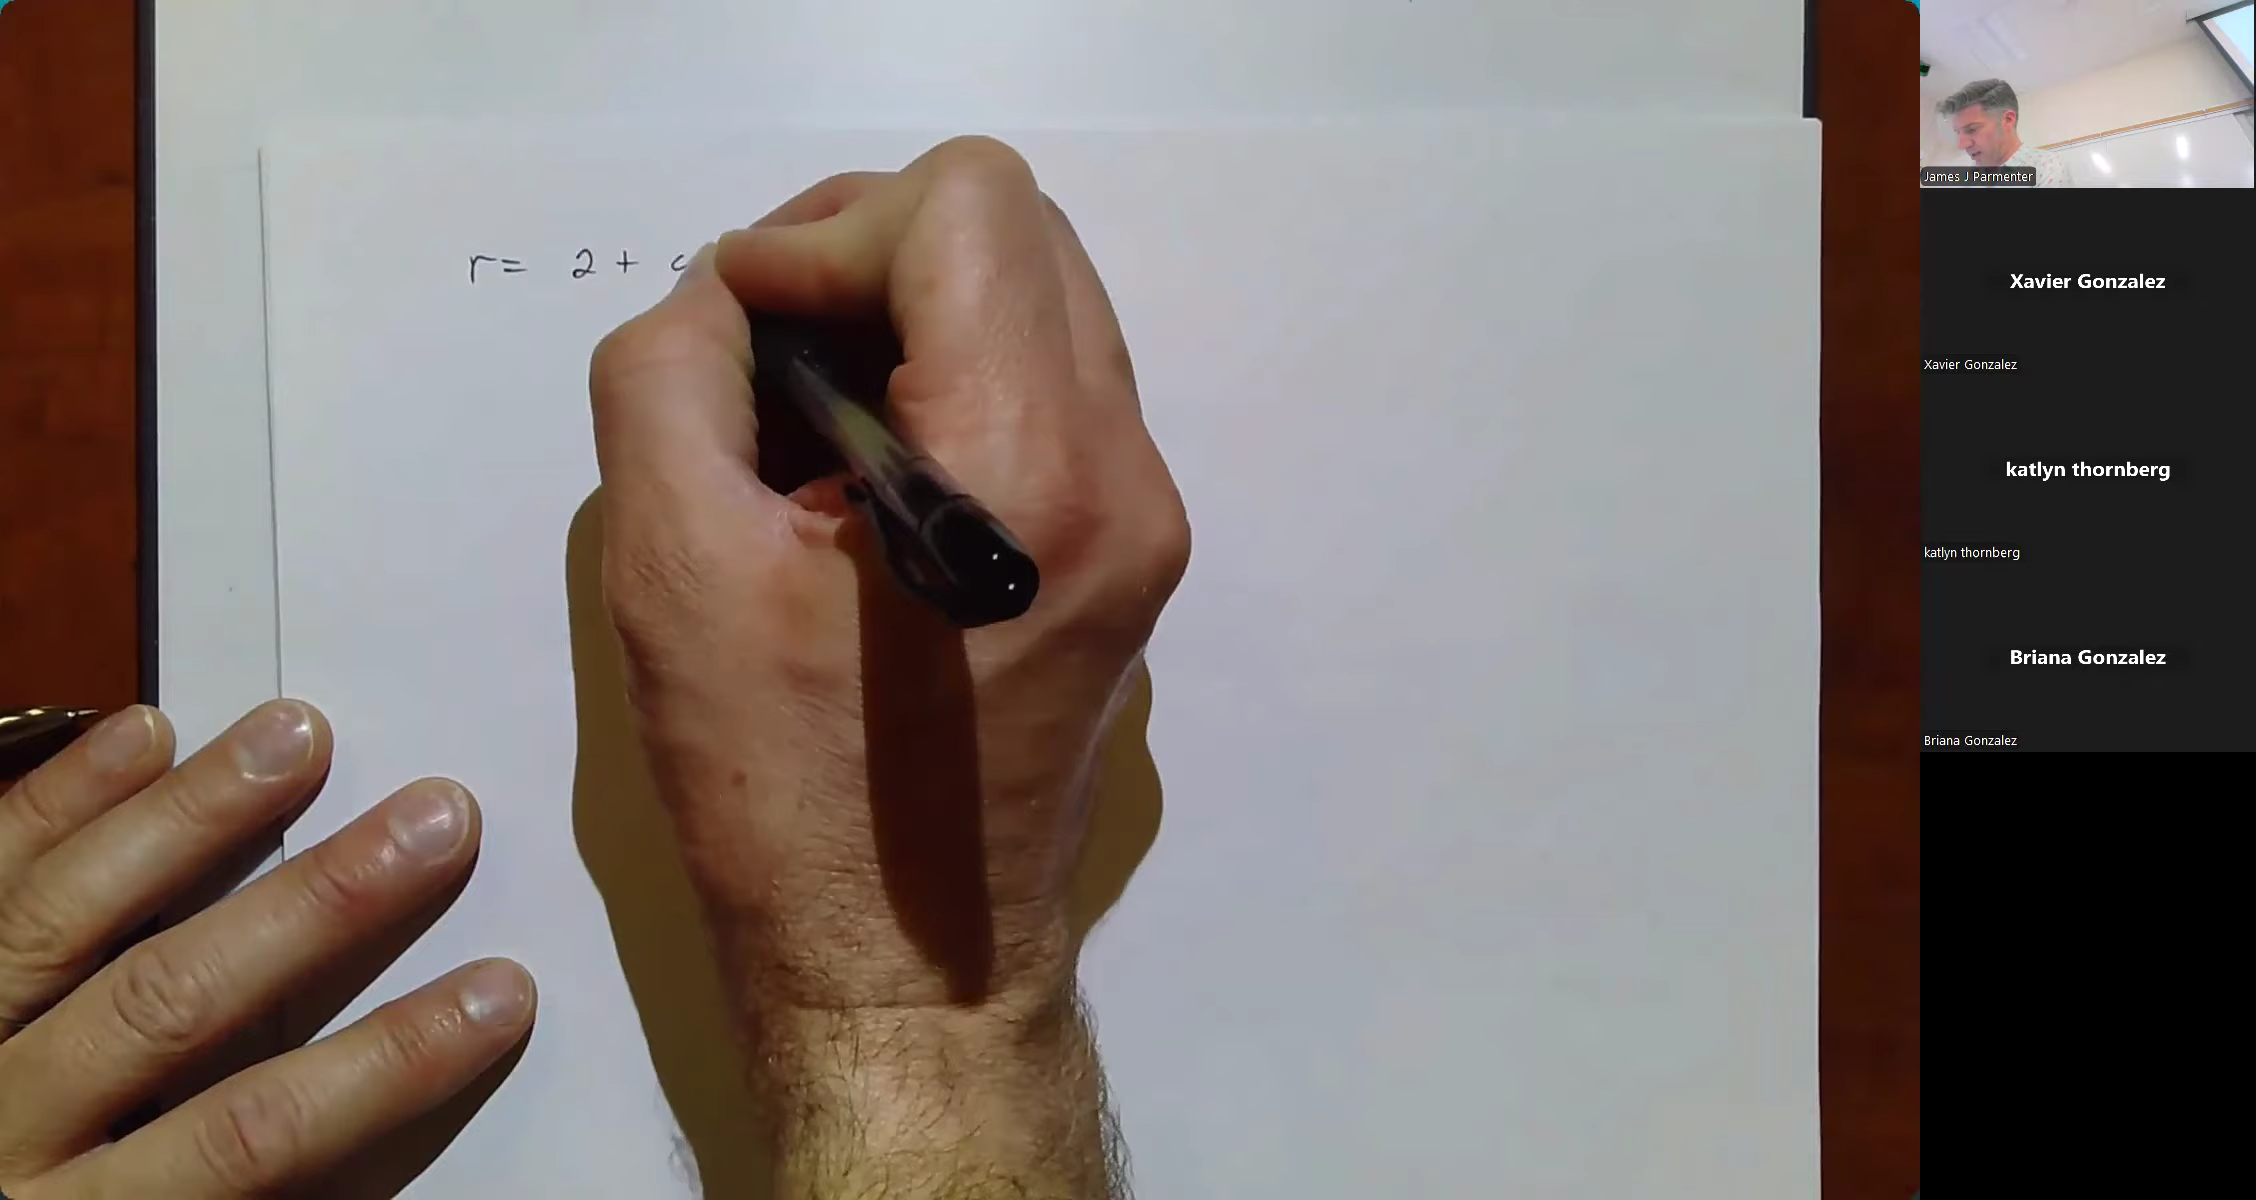 r= 2 + c
James J Parmenter
Xavier Gonzalez
Xavier Gonzalez
katlyn thornberg
katlyn thornberg
Briana Gonzalez
Briana Gonzalez